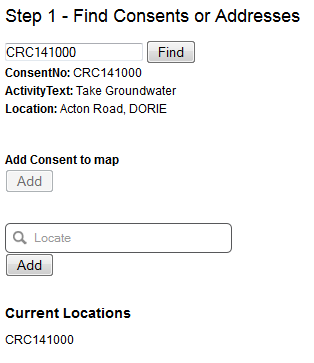 Step 1 - Find Consents or Addresses
CRC141000 Find
ConsentNo: CRC141000
ActivityText: Take Groundwater
Location: Acton Road, DORIE
Add Consent to map
Add
Locate
Add
Current Locations
CRC141000